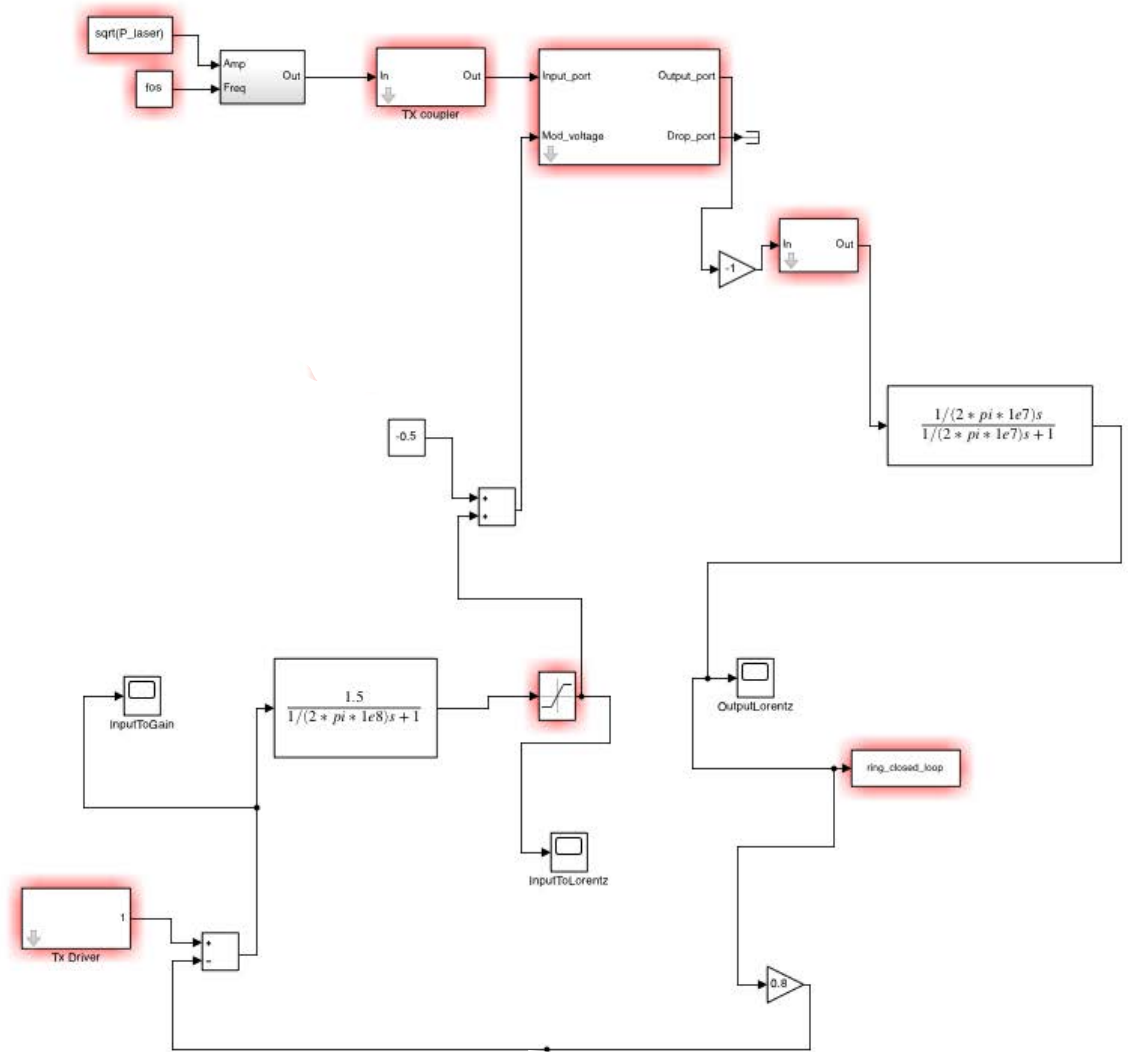 sqrt(P_laser)
fos
Amp
Freq
Out
In
Out
TX coupler
Input_port
Output_port
Mod_voltage
Drop_port
-1
In
Out
1/(2 * pi * 1e7)s
1/(2 * pi * 1e7)s + 1
-0.5
+
+
InputToGain
1.5
1/(2 * pi * 1e8)s + 1
OutputLorentz
ring_closed_loop
InputToLorentz
1
Tx Driver
+
−
0.8